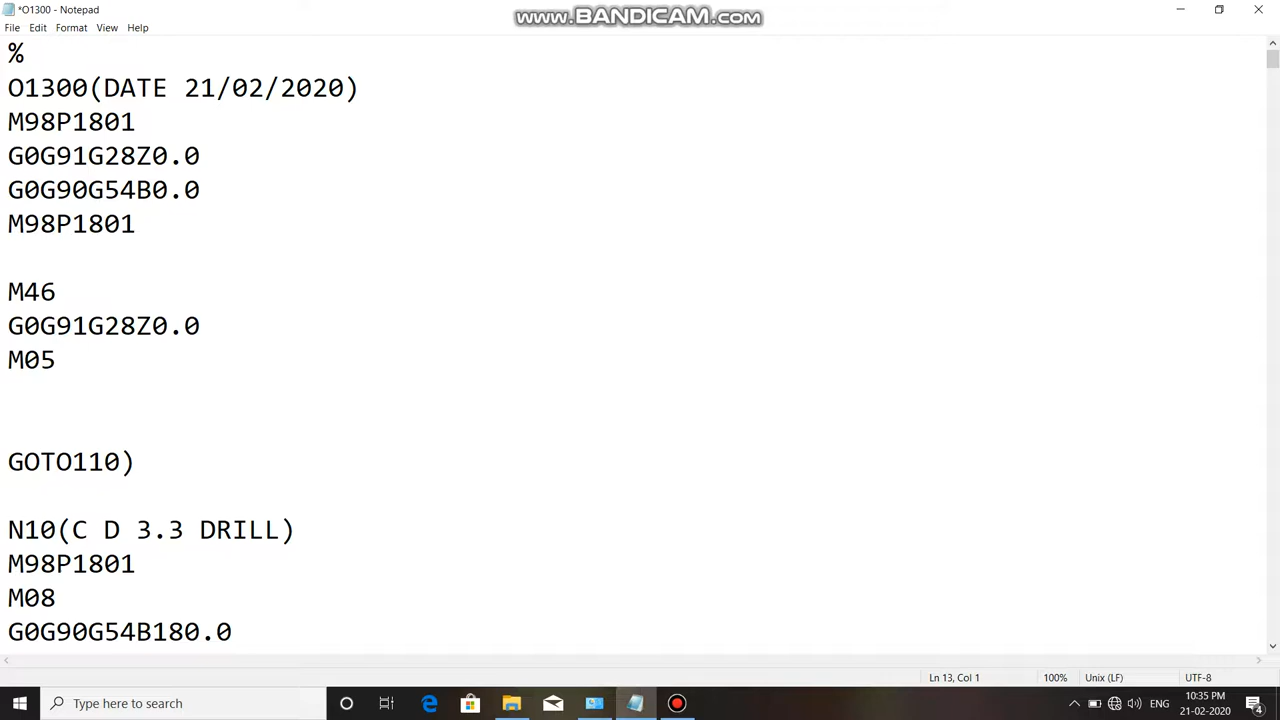 *O1300 - Notepad
www.BANDICAM.com
File Edit Format View Help
%
O1300(DATE 21/02/2020)
M98P1801
G0G91G28Z0.0
G0G90G54B0.0
M98P1801
M46
G0G91G28Z0.0
M05
GOTO110)
N10(C D 3.3 DRILL)
M98P1801
M08
G0G90G54B180.0
Ln 13, Col 1 100% Unix (LF) UTF-8
Type here to search
ENG
10:35 PM
21-02-2020
4